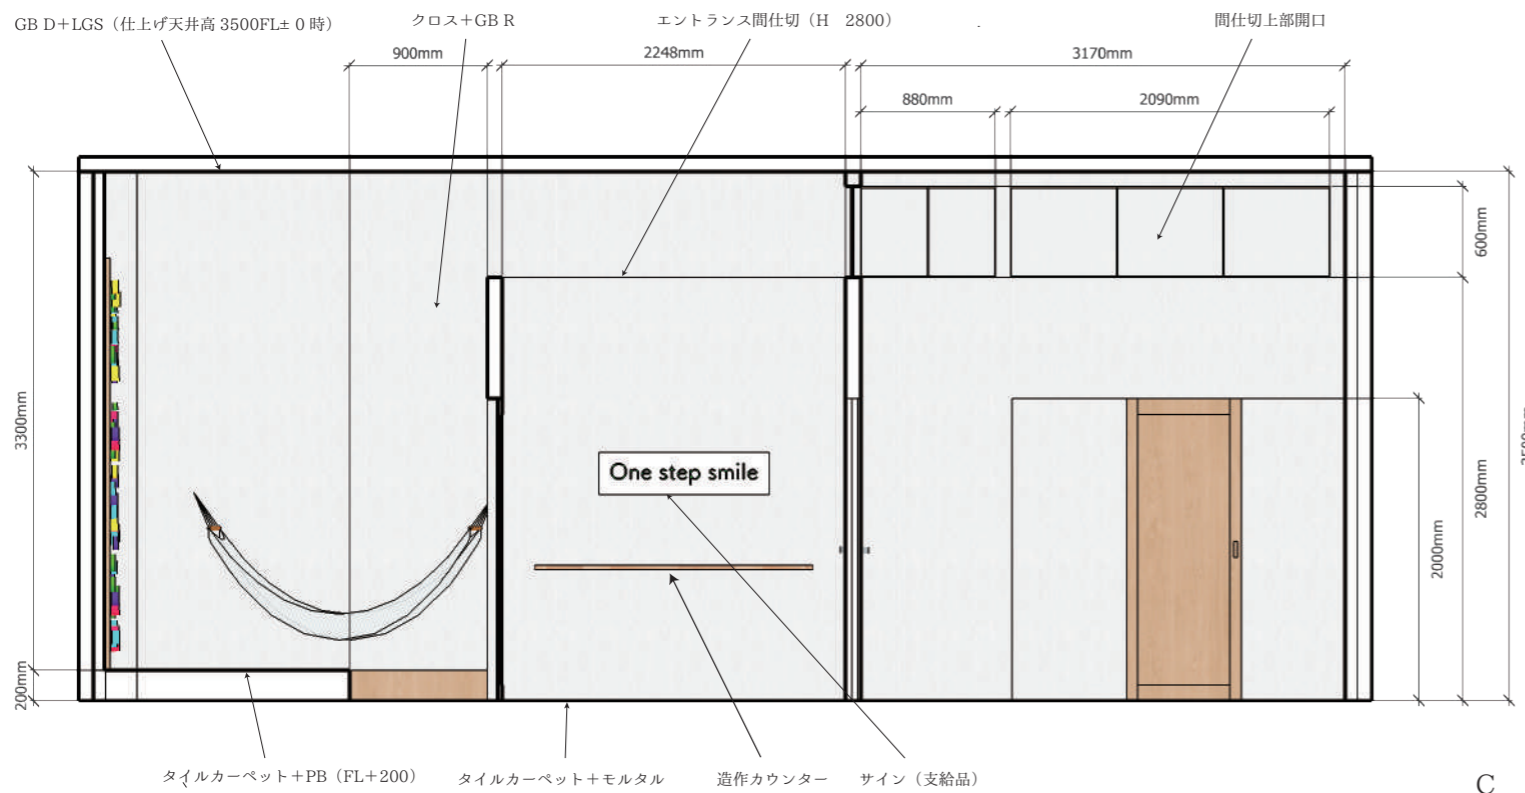 GB D+LGS（仕上げ天井高 3500FL± 0 時）
クロス+GB R
エントランス間仕切（H　2800）
間仕切上部開口
900mm
2248mm
3170mm
880mm
2090mm
600mm
3300mm
One step smile
2800mm
2000mm
200mm
タイルカーペット+PB（FL+200）
タイルカーペット+モルタル
造作カウンター
サイン（支給品）
C